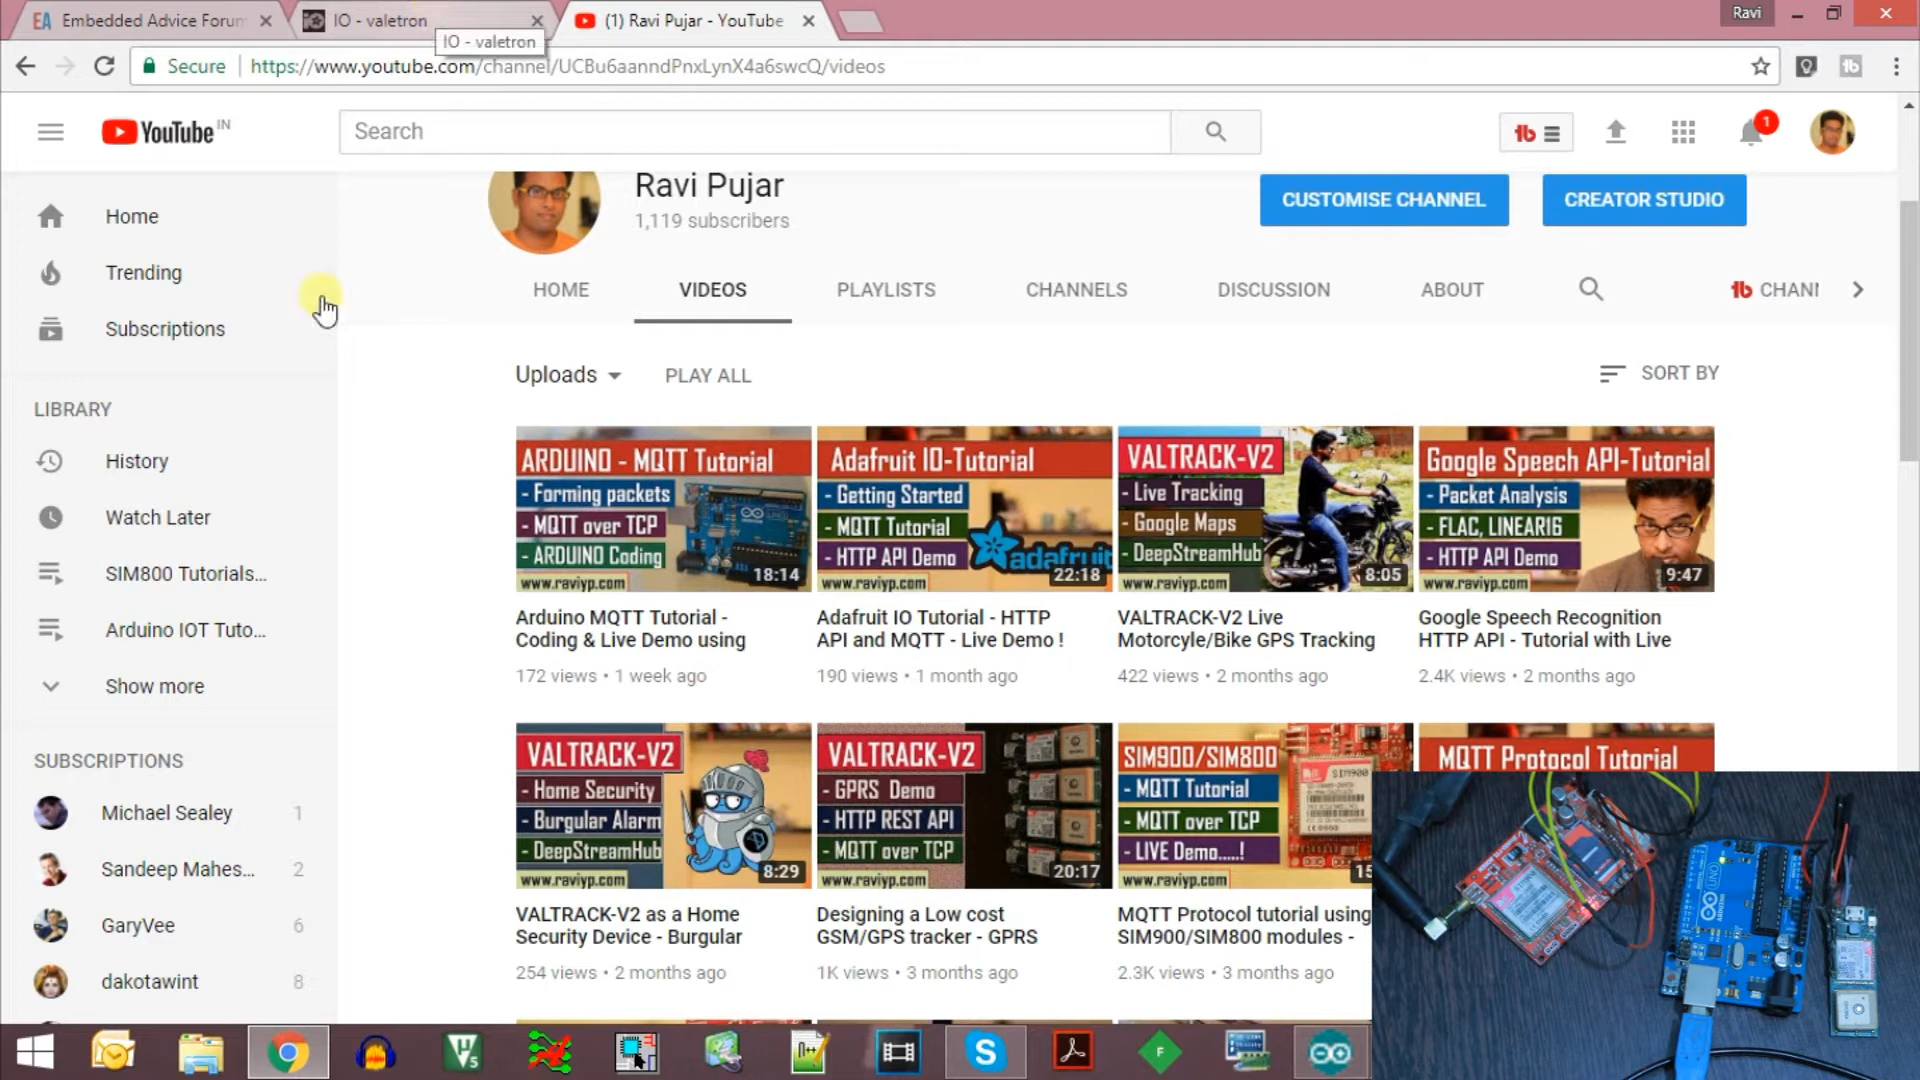 EA Embedded Advice Forum
IO - valetron
(1) Ravi Pujar - YouTube
Ravi
IO - valetron
Secure
https://www.youtube.com/channel/UCBu6aanndPnxLynX4a6swcQ/videos
YouTube IN
Search
1
Home
Trending
Subscriptions
LIBRARY
History
Watch Later
SIM800 Tutorials...
Arduino IOT Tuto...
Show more
SUBSCRIPTIONS
Michael Sealey 1
Sandeep Mahes... 2
GaryVee 6
dakotawint 8
Ravi Pujar
1,119 subscribers
CUSTOMISE CHANNEL
CREATOR STUDIO
HOME VIDEOS PLAYLISTS CHANNELS DISCUSSION ABOUT CHANN
Uploads PLAY ALL SORT BY
ARDUINO - MQTT Tutorial
- Forming packets
- MQTT over TCP
- ARDUINO Coding
www.raviyp.com
18:14
Arduino MQTT Tutorial -
Coding & Live Demo using
172 views • 1 week ago
Adafruit IO-Tutorial
- Getting Started
- MQTT Tutorial
- HTTP API Demo
adafruit
www.raviyp.com
22:18
Adafruit IO Tutorial - HTTP
API and MQTT - Live Demo !
190 views • 1 month ago
VALTRACK-V2
- Live Tracking
- Google Maps
- DeepStreamHub
www.raviyp.com
8:05
VALTRACK-V2 Live
Motorcyle/Bike GPS Tracking
422 views • 2 months ago
Google Speech API-Tutorial
- Packet Analysis
- FLAC, LINEAR16
- HTTP API Demo
www.raviyp.com
9:47
Google Speech Recognition
HTTP API - Tutorial with Live
2.4K views • 2 months ago
VALTRACK-V2
- Home Security
- Burgular Alarm
- DeepStreamHub
www.raviyp.com
8:29
VALTRACK-V2 as a Home
Security Device - Burgular
254 views • 2 months ago
VALTRACK-V2
- GPRS Demo
- HTTP REST API
- MQTT over TCP
www.raviyp.com
20:17
Designing a Low cost
GSM/GPS tracker - GPRS
1K views • 3 months ago
SIM900/SIM800
- MQTT Tutorial
- MQTT over TCP
- LIVE Demo.....!
www.raviyp.com
SIM900
15
MQTT Protocol tutorial using
SIM900/SIM800 modules -
2.3K views • 3 months ago
MQTT Protocol Tutorial
UNO